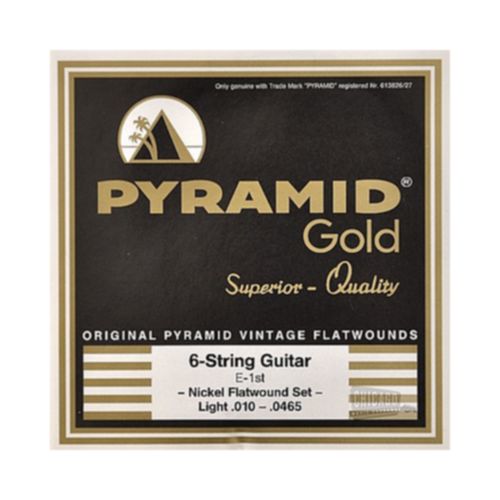 Only genuine with Trade Mark "PYRAMID" registered Nr. 613826/27
PYRAMID®
Gold
Superior - Quality
ORIGINAL PYRAMID VINTAGE FLATWOUNDS
6-String Guitar
E-1st
– Nickel Flatwound Set –
Light .010 – .0465
CHICAGO